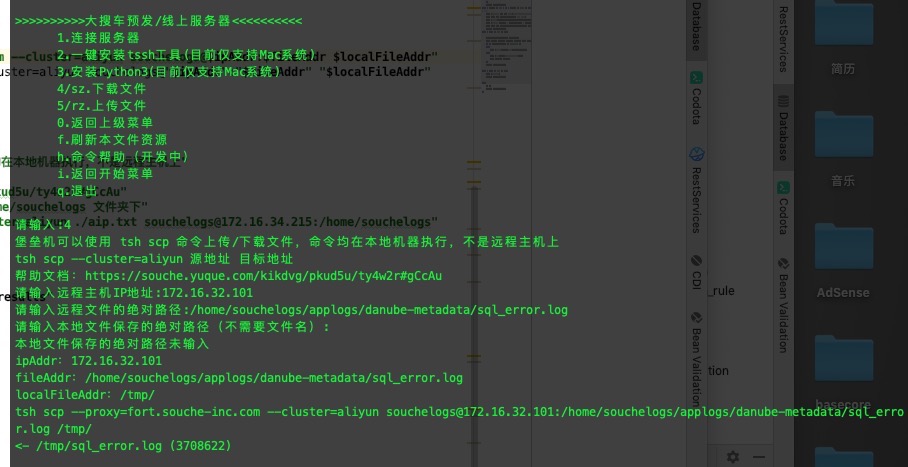 >>>>>>>>>>>大搜车预发/线上服务器<<<<<<<<<<
1.连接服务器
2.一键安装tssh工具(目前仅支持Mac系统)
3.安装Python3(目前仅支持Mac系统)
4/sz.下载文件
5/rz.上传文件
0.返回上级菜单
f.刷新本文件资源
h.命令帮助（开发中）
i.返回开始菜单
q.退出
请输入:4
堡垒机可以使用 tsh scp 命令上传/下载文件，命令均在本地机器执行，不是远程主机上
tsh scp --cluster=aliyun 源地址 目标地址
帮助文档：https://souche.yuque.com/kikdvg/pkud5u/ty4w2r#gCcAu
请输入远程主机IP地址:172.16.32.101
请输入远程文件的绝对路径:/home/souchelogs/applogs/danube-metadata/sql_error.log
请输入本地文件保存的绝对路径（不需要文件名）:
本地文件保存的绝对路径未输入
ipAddr: 172.16.32.101
fileAddr: /home/souchelogs/applogs/danube-metadata/sql_error.log
localFileAddr: /tmp/
tsh scp --proxy=fort.souche-inc.com --cluster=aliyun souchelogs@172.16.32.101:/home/souchelogs/applogs/danube-metadata/sql_erro
r.log /tmp/
<- /tmp/sql_error.log (3708622)
m --cluster=
addr $localFileAddr"
Addr" "$localFileAddr"
在本地机器执行，不是远程主机上
kud5u/ty4w2r#gCcAu"
me/souchelogs 文件夹下"
aliyun ./aip.txt souchelogs@172.16.34.215:/home/souchelogs"
_rule
tion
Database
Codota
RestServices
CDI
Bean Validation
RestServices
Database
Codota
Bean Validation
简历
音乐
AdSense
basecore